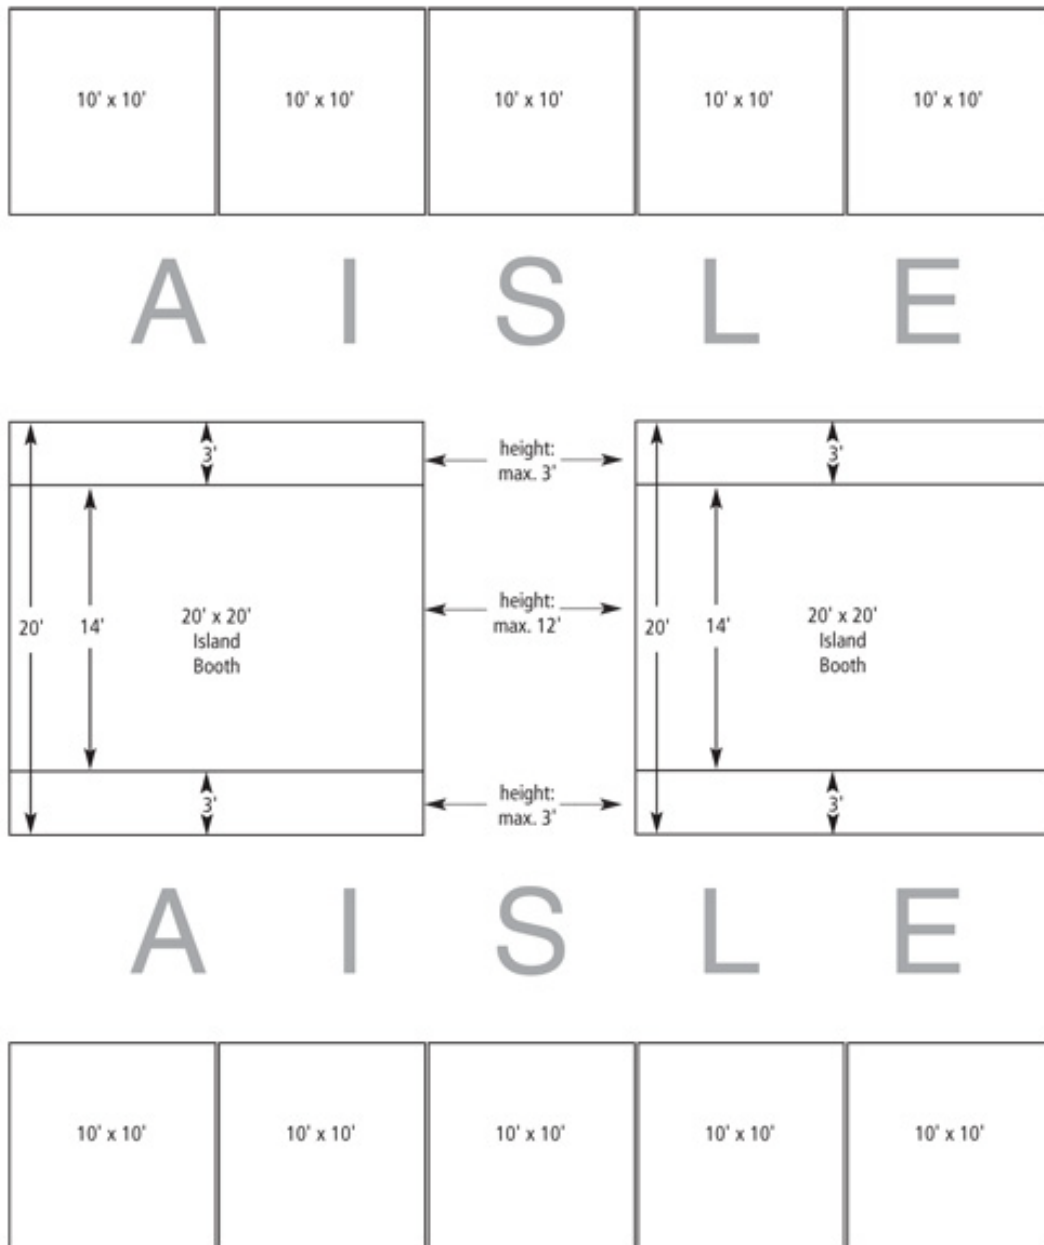 10' x 10' 10' x 10' 10' x 10' 10' x 10' 10' x 10'
A I S L E
3' height: 3'
max. 3'
20' 14' 20' x 20' height: 20' 14' 20' x 20'
Island max. 12' Island
Booth Booth
3' height: 3'
max. 3'
A I S L E
10' x 10' 10' x 10' 10' x 10' 10' x 10' 10' x 10'